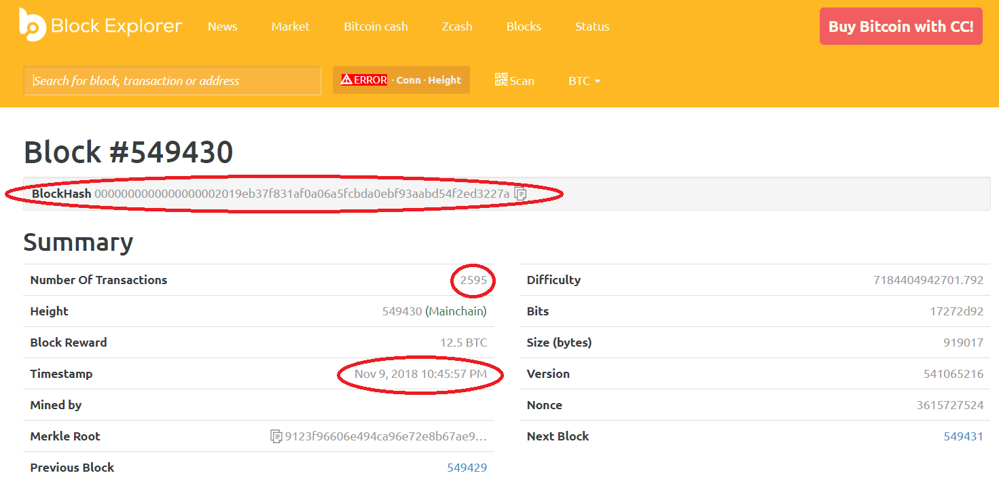 Block Explorer News Market Bitcoin cash Zcash Blocks Status Buy Bitcoin with CC!
Search for block, transaction or address ERROR · Conn · Height Scan BTC
Block #549430
BlockHash 0000000000000000002019eb37f831af0a06a5fcbda0ebf93aabd54f2ed3227a
Summary
Number Of Transactions 2595
Height 549430 (Mainchain)
Block Reward 12.5 BTC
Timestamp Nov 9, 2018 10:45:57 PM
Mined by
Merkle Root 9123f96606e494ca96e72e8b67ae9...
Previous Block 549429
Difficulty 7184404942701.792
Bits 17272d92
Size (bytes) 919017
Version 541065216
Nonce 3615727524
Next Block 549431